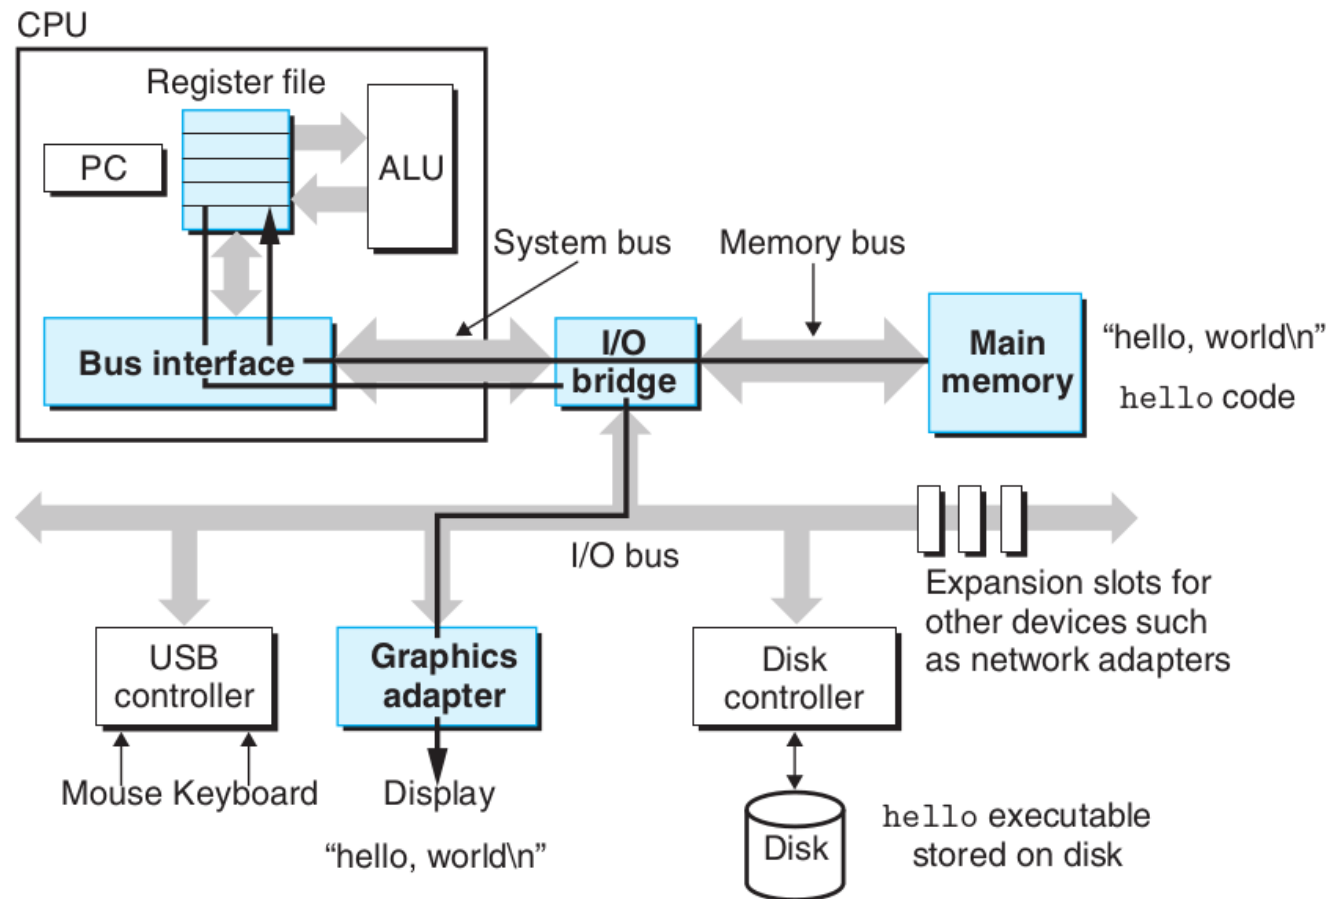 CPU
Register file
PC
ALU
System bus
Memory bus
Bus interface
I/O
bridge
Main
memory
“hello, world\n”
hello code
I/O bus
Expansion slots for
other devices such
as network adapters
USB
controller
Graphics
adapter
Disk
controller
Mouse Keyboard
Display
“hello, world\n”
Disk
hello executable
stored on disk